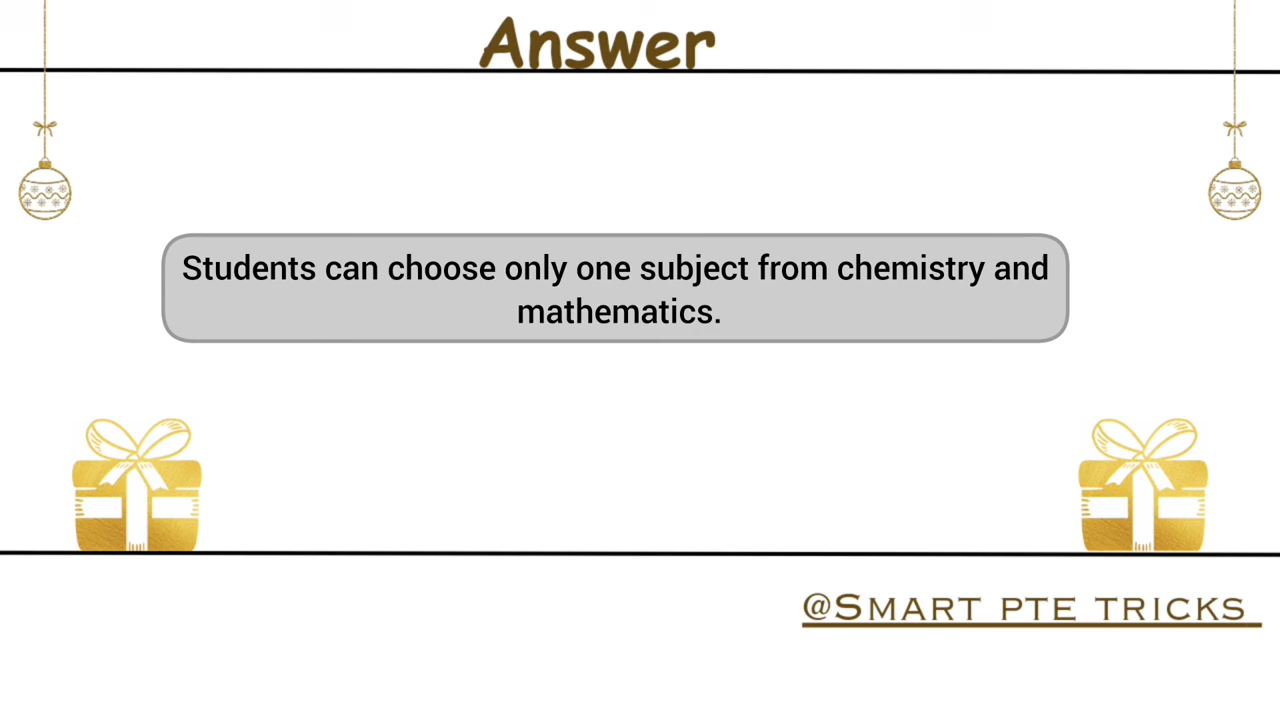 Answer
Students can choose only one subject from chemistry and
mathematics.
@Smart PTE Tricks